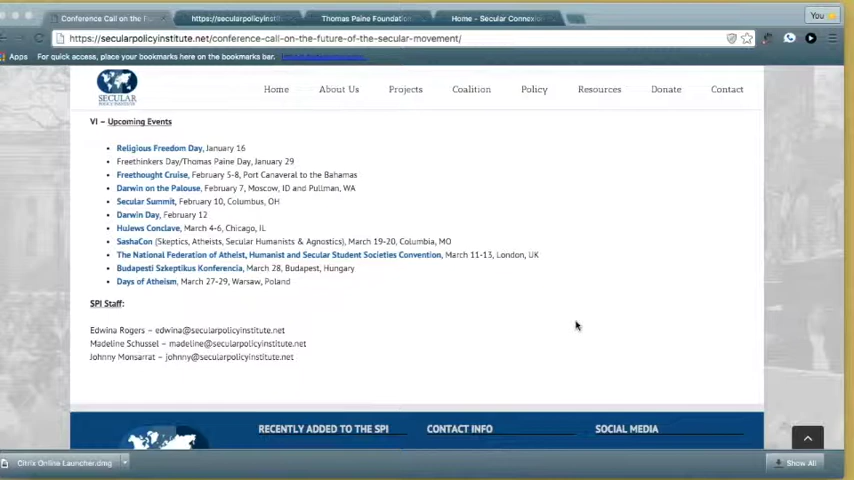 Conference Call on the Fu
https://secularpolicyinstit
Thomas Paine Foundation
Home - Secular Connexion
You
https://secularpolicyinstitute.net/conference-call-on-the-future-of-the-secular-movement/
Apps For quick access, place your bookmarks here on the bookmarks bar.
SECULAR
Home About Us Projects Coalition Policy Resources Donate Contact
VI – Upcoming Events
• Religious Freedom Day, January 16
• Freethinkers Day/Thomas Paine Day, January 29
• Freethought Cruise, February 5-8, Port Canaveral to the Bahamas
• Darwin on the Palouse, February 7, Moscow, ID and Pullman, WA
• Secular Summit, February 10, Columbus, OH
• Darwin Day, February 12
• HuJews Conclave, March 4-6, Chicago, IL
• SashaCon (Skeptics, Atheists, Secular Humanists & Agnostics), March 19-20, Columbia, MO
• The National Federation of Atheist, Humanist and Secular Student Societies Convention, March 11-13, London, UK
• Budapesti Szkeptikus Konferencia, March 28, Budapest, Hungary
• Days of Atheism, March 27-29, Warsaw, Poland
SPI Staff:
Edwina Rogers – edwina@secularpolicyinstitute.net
Madeline Schussel – madeline@secularpolicyinstitute.net
Johnny Monsarrat – johnny@secularpolicyinstitute.net
RECENTLY ADDED TO THE SPI CONTACT INFO SOCIAL MEDIA
Citrix Online Launcher.dmg
Show All